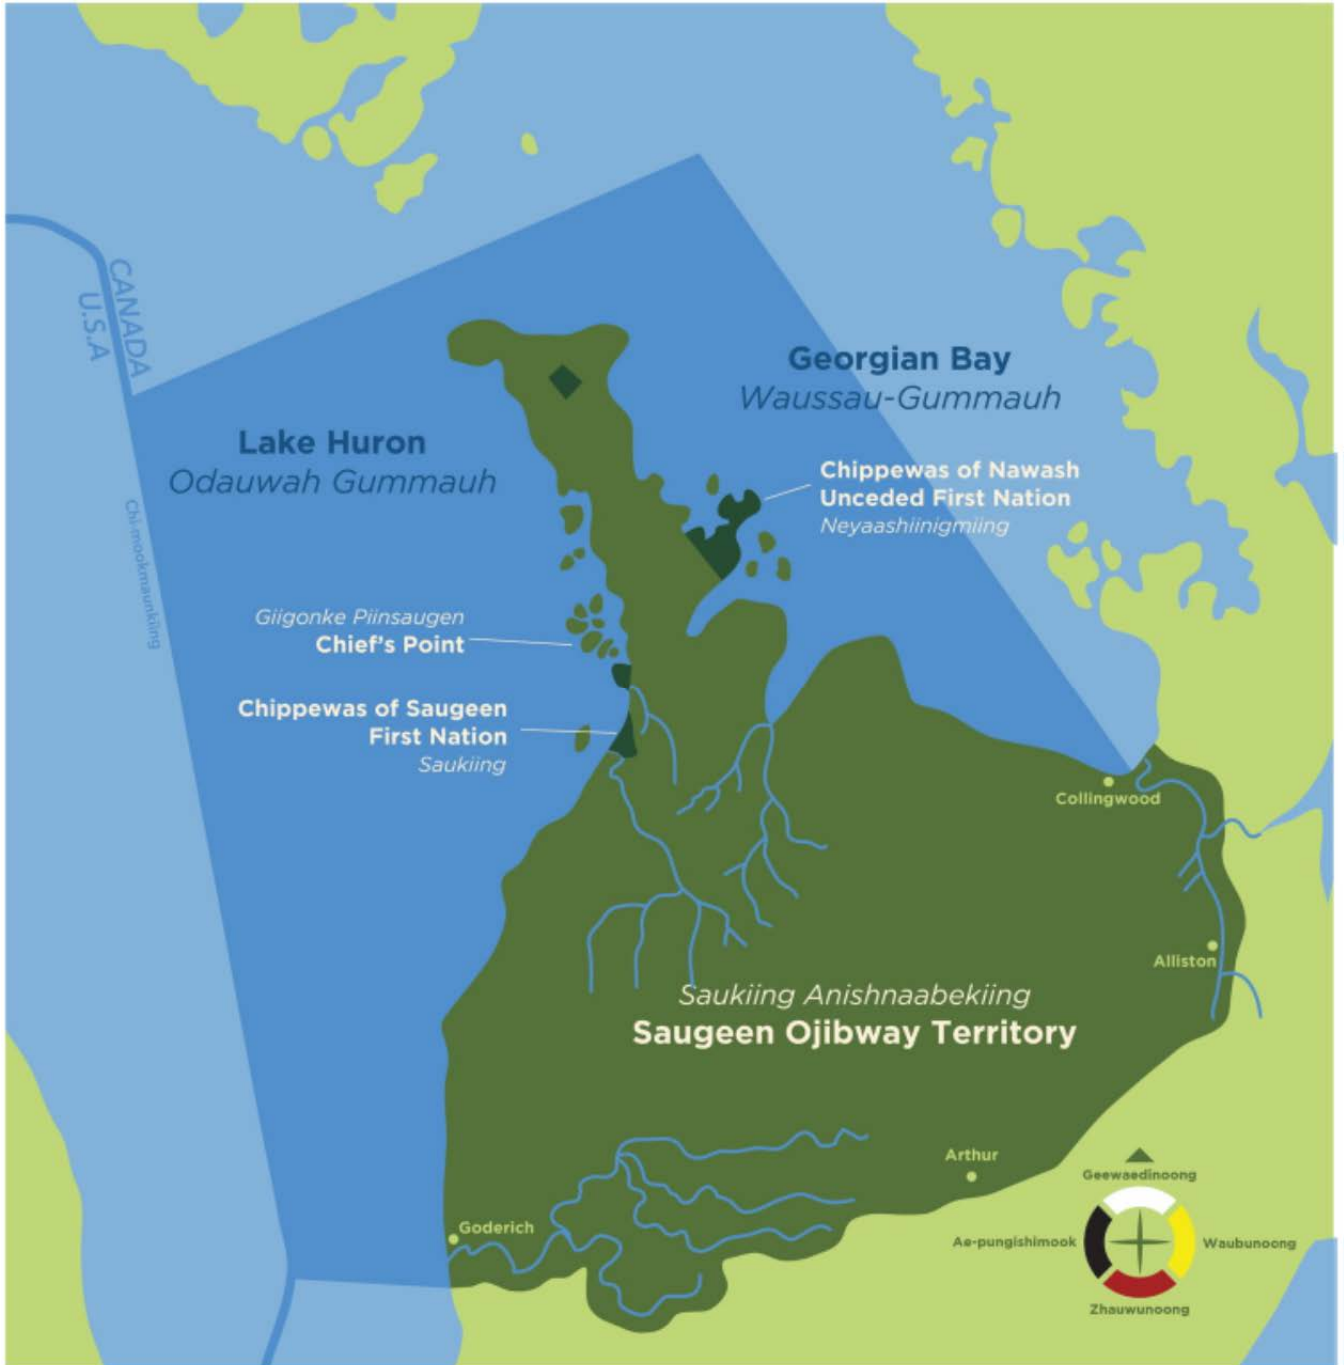 CANADA
U.S.A
Georgian Bay
Waussau-Gummauh
Lake Huron
Odauwah Gummauh
Chippewas of Nawash
Unceded First Nation
Neyaashiinigmiing
Chi-mookmaunkiing
Giigonke Piinsaugen
Chief's Point
Chippewas of Saugeen
First Nation
Saukiing
Collingwood
Alliston
Saukiing Anishnaabekiing
Saugeen Ojibway Territory
Arthur
Geewaedinoong
Goderich
Ae-pungishimook
Waubunoong
Zhauwunoong